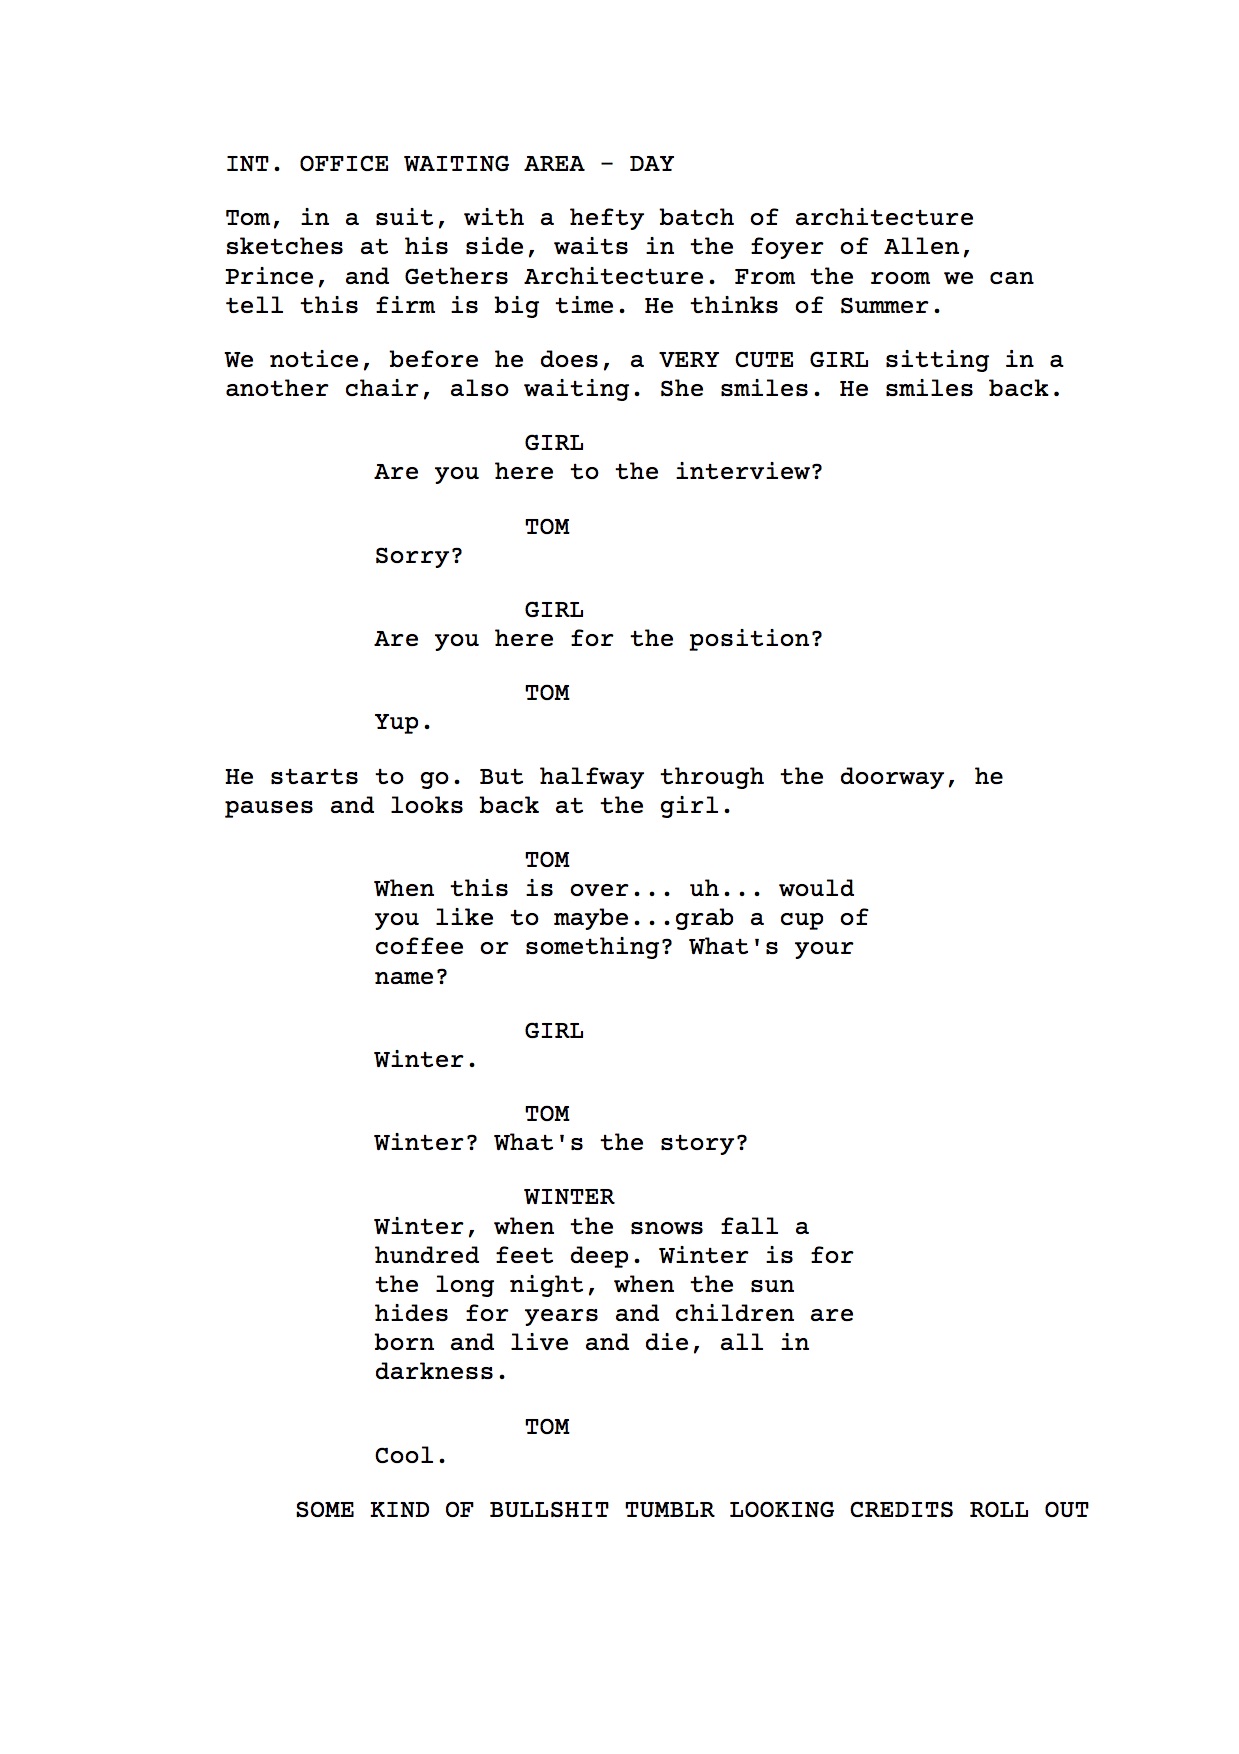 INT. OFFICE WAITING AREA – DAY
Tom, in a suit, with a hefty batch of architecture
sketches at his side, waits in the foyer of Allen,
Prince, and Gethers Architecture. From the room we can
tell this firm is big time. He thinks of Summer.
We notice, before he does, a VERY CUTE GIRL sitting in a
another chair, also waiting. She smiles. He smiles back.
GIRL
Are you here to the interview?
TOM
Sorry?
GIRL
Are you here for the position?
TOM
Yup.
He starts to go. But halfway through the doorway, he
pauses and looks back at the girl.
TOM
When this is over... uh... would
you like to maybe...grab a cup of
coffee or something? What's your
name?
GIRL
Winter.
TOM
Winter? What's the story?
WINTER
Winter, when the snows fall a
hundred feet deep. Winter is for
the long night, when the sun
hides for years and children are
born and live and die, all in
darkness.
TOM
Cool.
SOME KIND OF BULLSHIT TUMBLR LOOKING CREDITS ROLL OUT